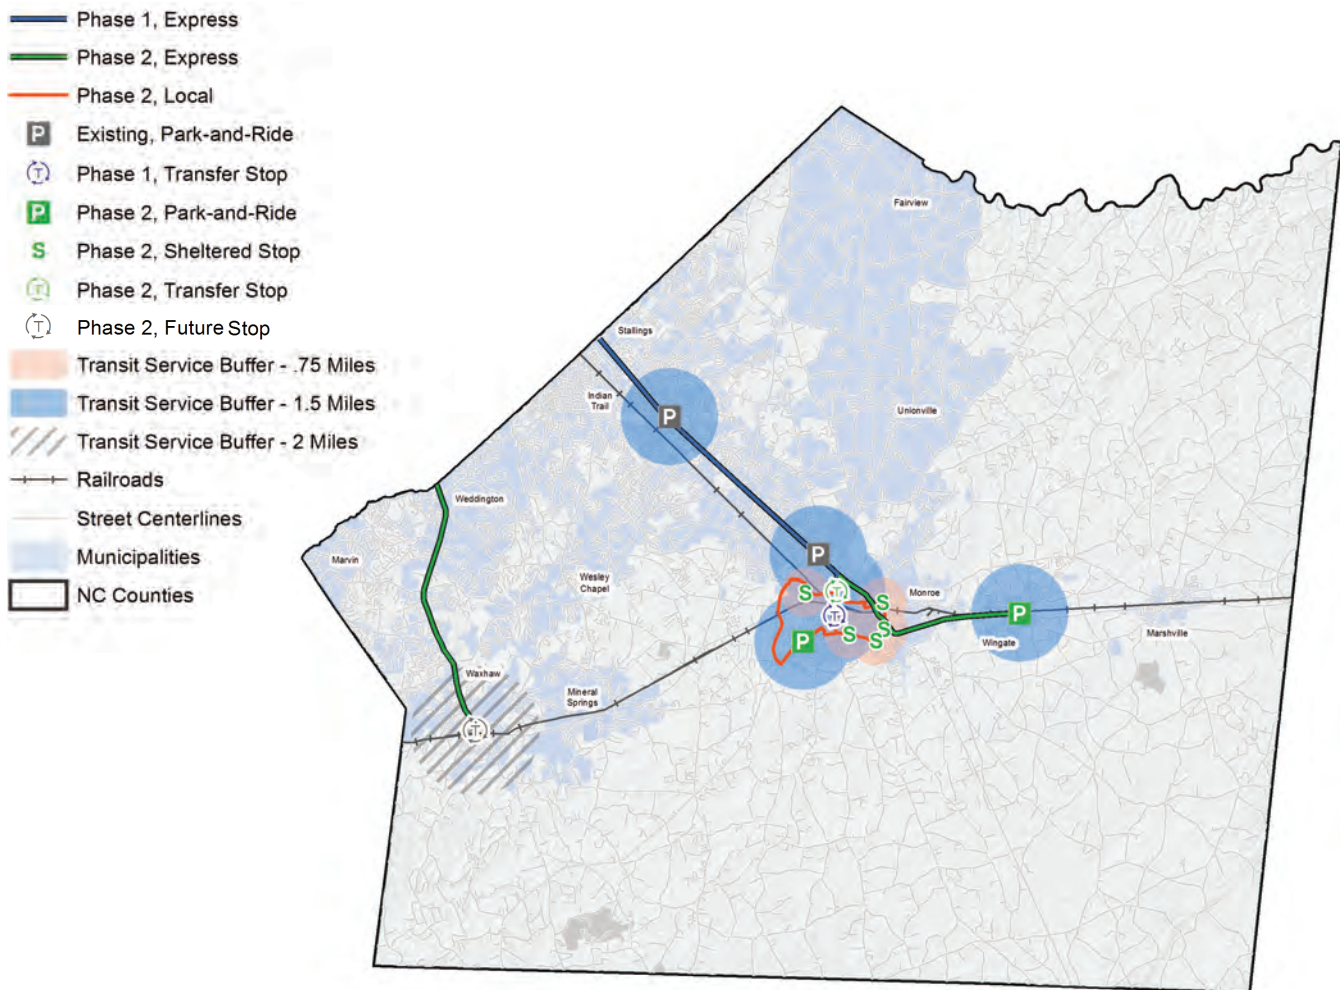 Phase 1, Express
Phase 2, Express
Phase 2, Local
P Existing, Park-and-Ride
T Phase 1, Transfer Stop
P Phase 2, Park-and-Ride
S Phase 2, Sheltered Stop
T Phase 2, Transfer Stop
T Phase 2, Future Stop
Transit Service Buffer - .75 Miles
Transit Service Buffer - 1.5 Miles
Transit Service Buffer - 2 Miles
Railroads
Street Centerlines
Municipalities
NC Counties
Fairview
Stallings
Indian
Trail
P
Unionville
Weddington
Marvin
Wesley
Chapel
P
Monroe
S
T
S
T
S
S
S
P
P
Wingate
Marshville
Waxhaw
Mineral
Springs
T